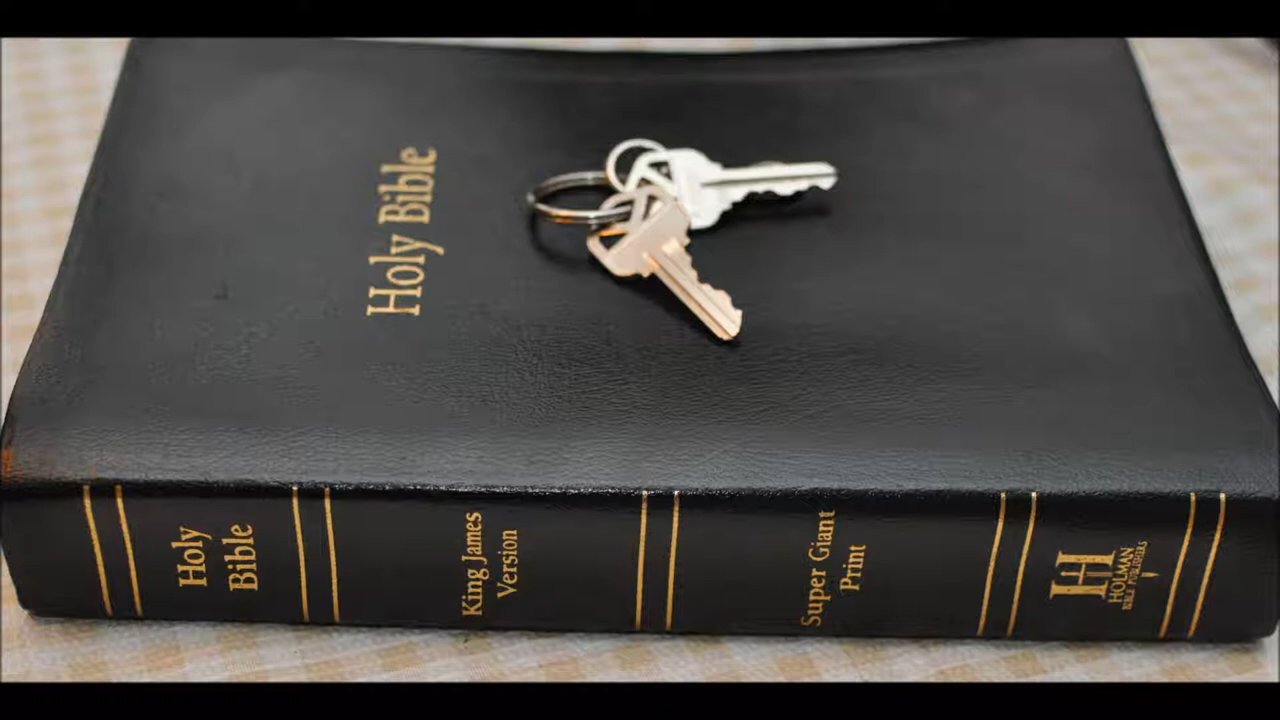 Holy Bible
Holy
Bible
King James
Version
Super Giant
Print
HOLMAN
BIBLE PUBLISHERS